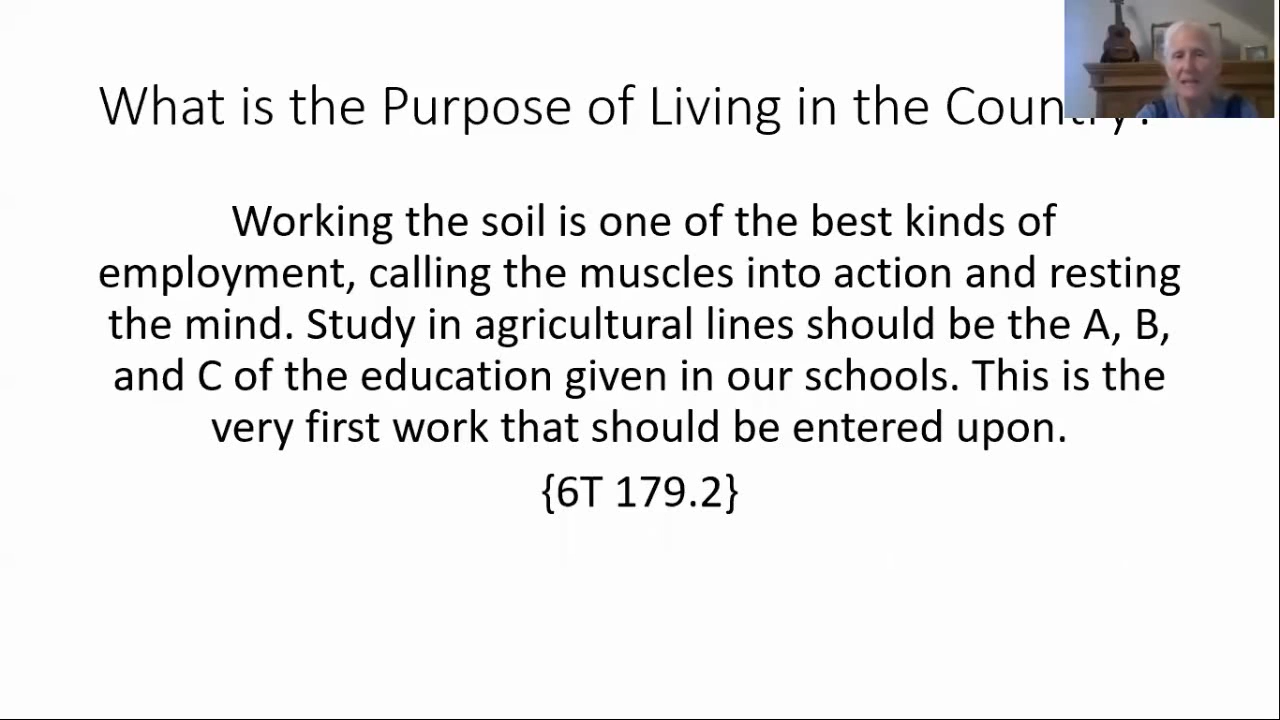 What is the Purpose of Living in the Country?
Working the soil is one of the best kinds of
employment, calling the muscles into action and resting
the mind. Study in agricultural lines should be the A, B,
and C of the education given in our schools. This is the
very first work that should be entered upon.
{6T 179.2}